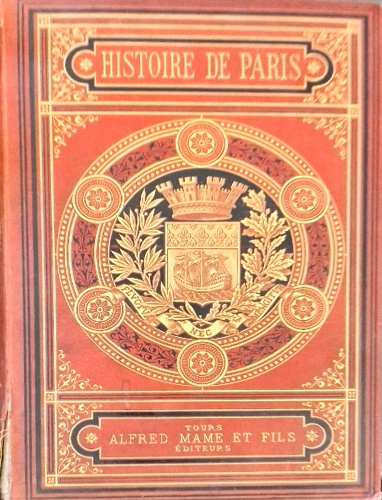 HISTOIRE DE PARIS
NEC
TOURS
ALFRED MAME ET FILS
ÉDITEURS